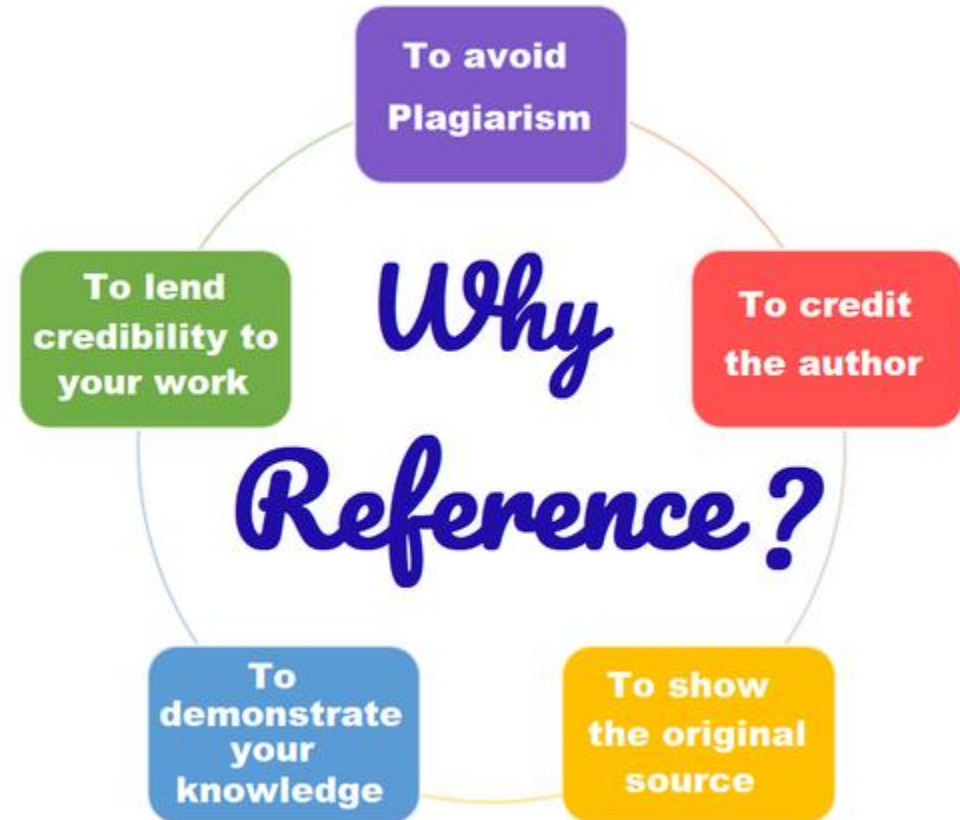 To avoid
Plagiarism
To lend
credibility to
your work
Why
Reference?
To credit
the author
To
demonstrate
your
knowledge
To show
the original
source